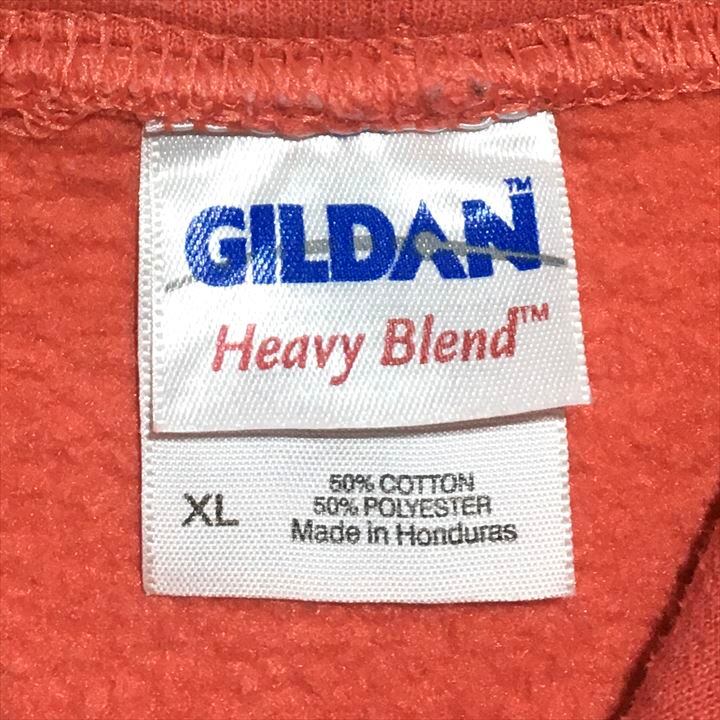 GILDAN™
Heavy Blend™
XL
50% COTTON
50% POLYESTER
Made in Honduras